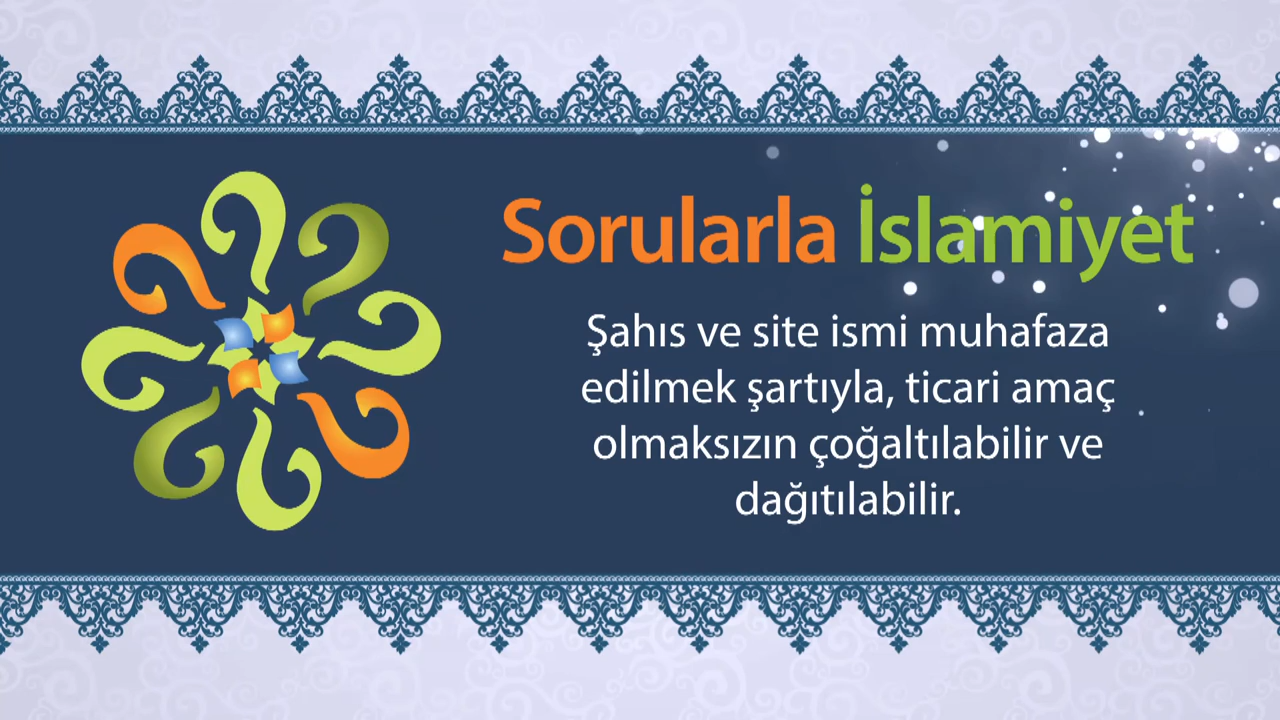 Sorularla İslamiyet
Şahıs ve site ismi muhafaza
edilmek şartıyla, ticari amaç
olmaksızın çoğaltılabilir ve
dağıtılabilir.